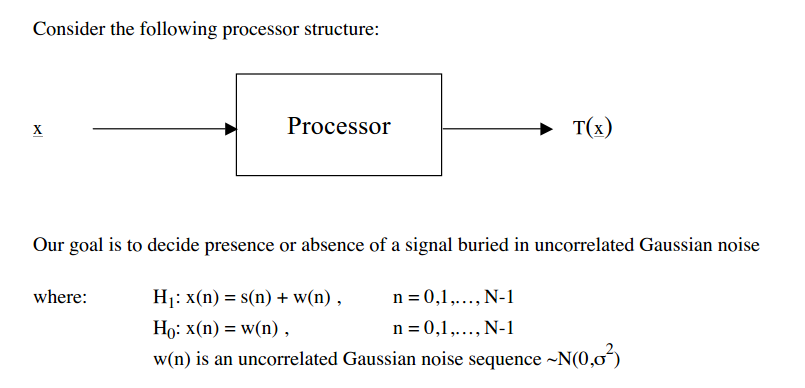 Consider the following processor structure:
x Processor T(x)
Our goal is to decide presence or absence of a signal buried in uncorrelated Gaussian noise
where: H₁: x(n) = s(n) + w(n) , n = 0,1,..., N-1
H₀: x(n) = w(n) , n = 0,1,..., N-1
w(n) is an uncorrelated Gaussian noise sequence ~N(0,σ²)